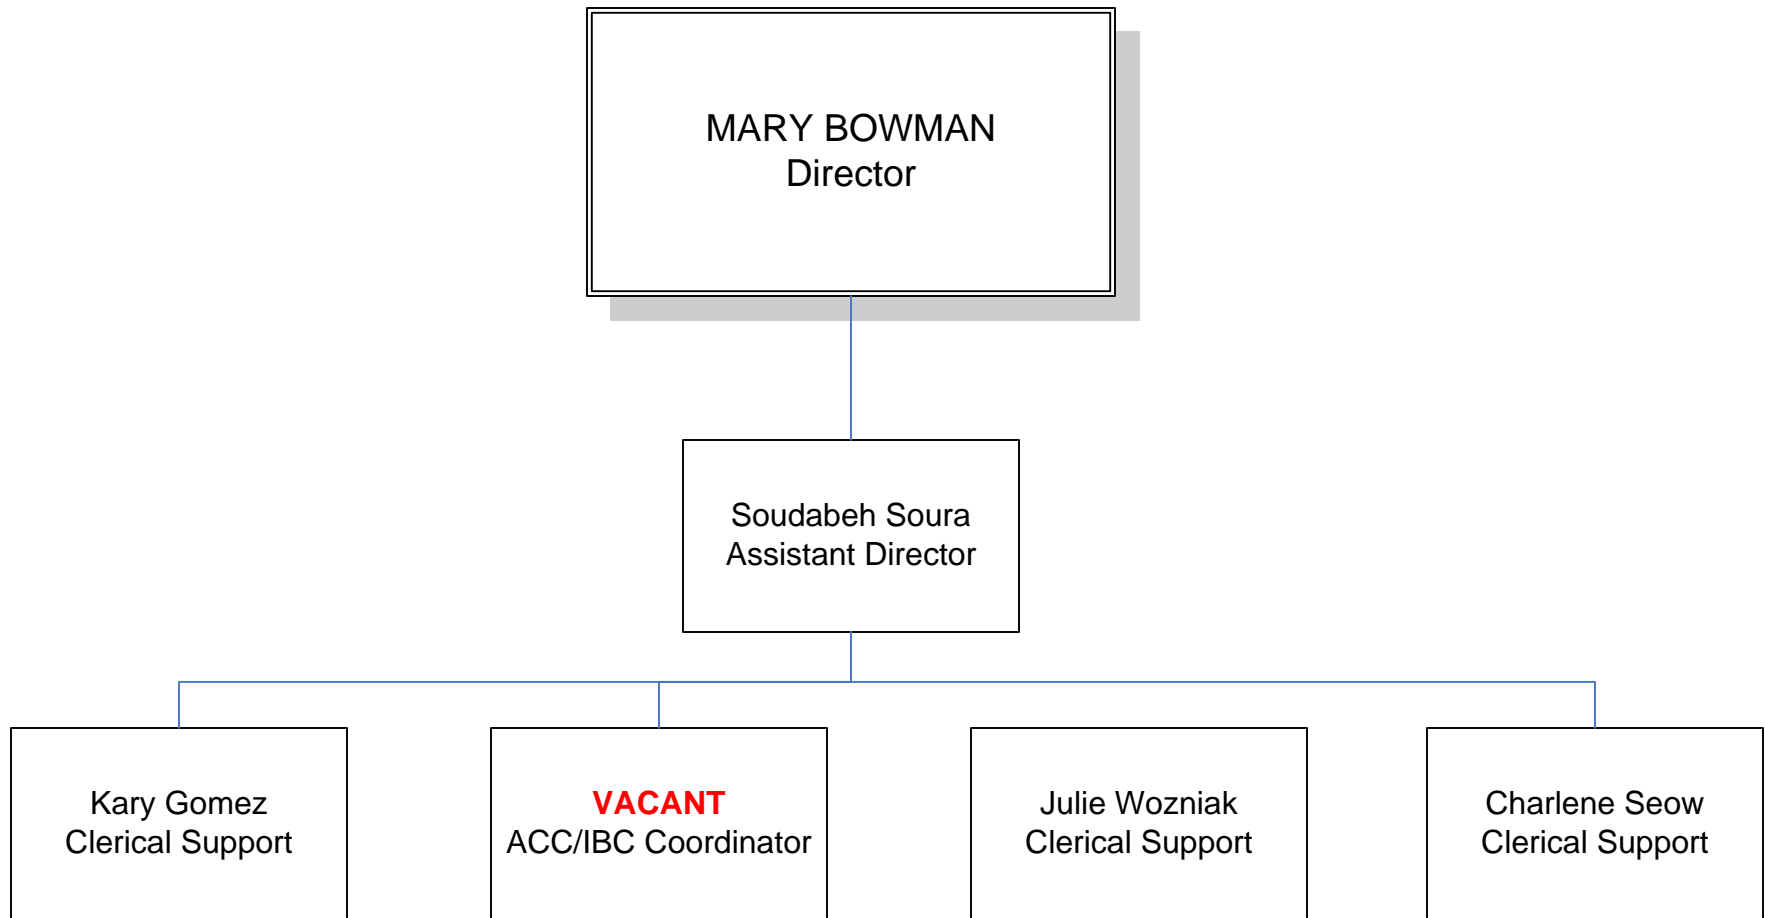 MARY BOWMAN
Director
Soudabeh Soura
Assistant Director
Kary Gomez
Clerical Support
VACANT
ACC/IBC Coordinator
Julie Wozniak
Clerical Support
Charlene Seow
Clerical Support